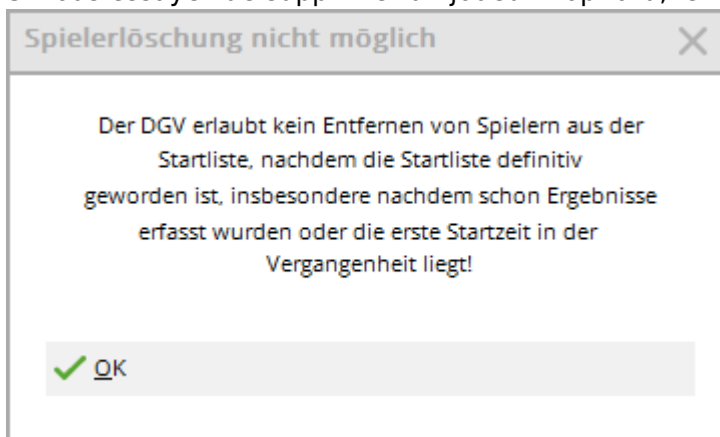 Spielerlöschung nicht möglich
Der DGV erlaubt kein Entfernen von Spielern aus der
Startliste, nachdem die Startliste definitiv
geworden ist, insbesondere nachdem schon Ergebnisse
erfasst wurden oder die erste Startzeit in der
Vergangenheit liegt!
OK